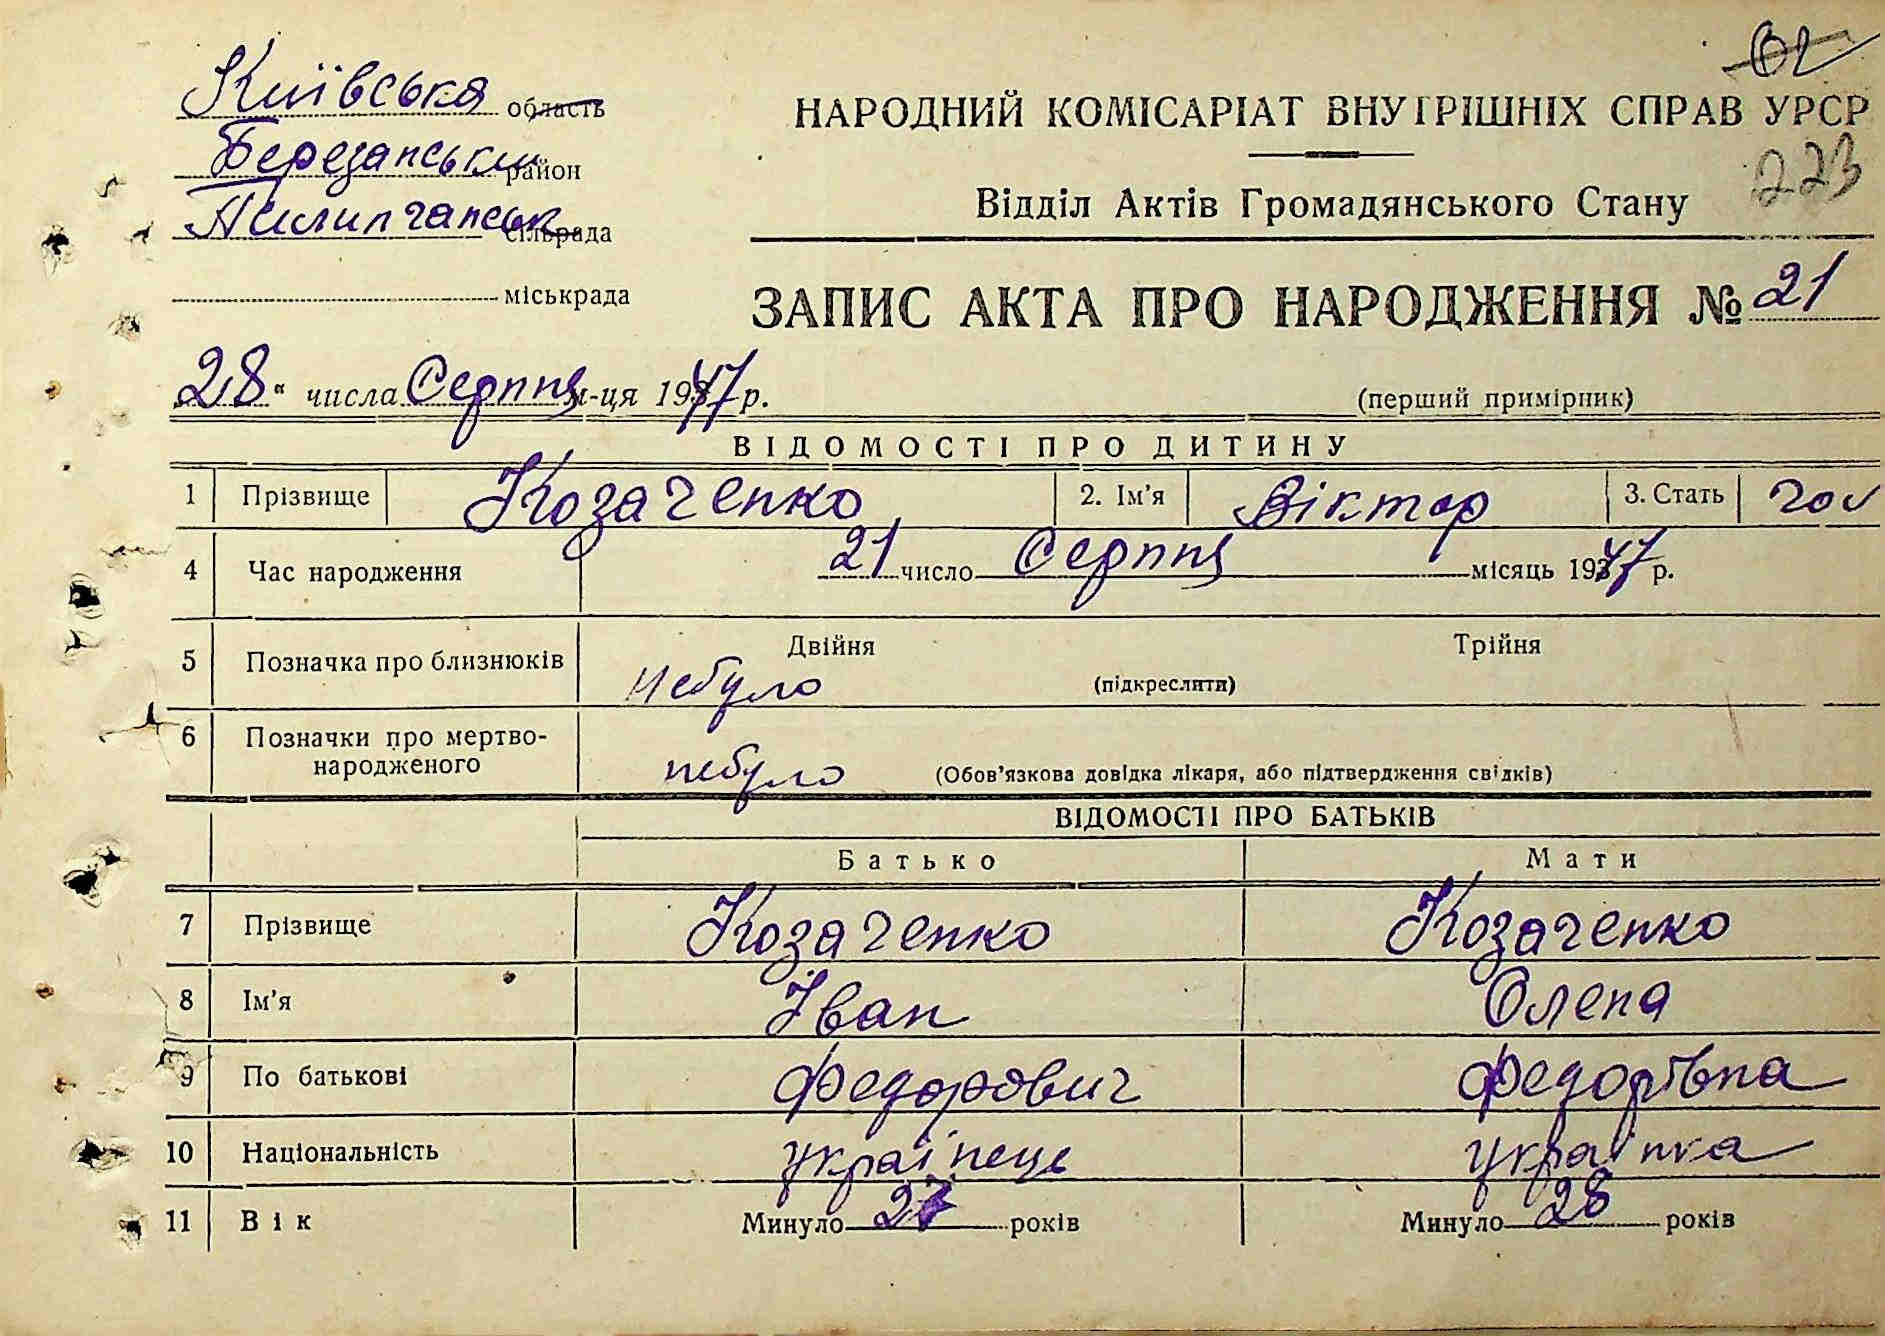 62
Київська область
НАРОДНИЙ КОМІСАРІАТ ВНУТРІШНІХ СПРАВ УРСР
Березанський район
223
Відділ Актів Громадянського Стану
Пилипчанськ сільрада
міськрада
ЗАПИС АКТА ПРО НАРОДЖЕННЯ № 21
28 " числа Серпня м-ця 1947 р.
(перший примірник)
ВІДОМОСТІ ПРО ДИТИНУ
1 Прізвище Козаченко 2. Ім'я Віктор 3. Стать чол
4 Час народження 21 число Серпня місяць 1947 р.
5 Позначка про близнюків Двійня Трійня
небуло (підкреслити)
6 Позначки про мертво-
народженого небуло (Обов'язкова довідка лікаря, або підтвердження свідків)
ВІДОМОСТІ ПРО БАТЬКІВ
Батько Мати
7 Прізвище Козаченко Козаченко
8 Ім'я Іван Олена
9 По батькові Федорович Федорівна
10 Національність українець українка
11 Вік Минуло 27 років Минуло 28 років